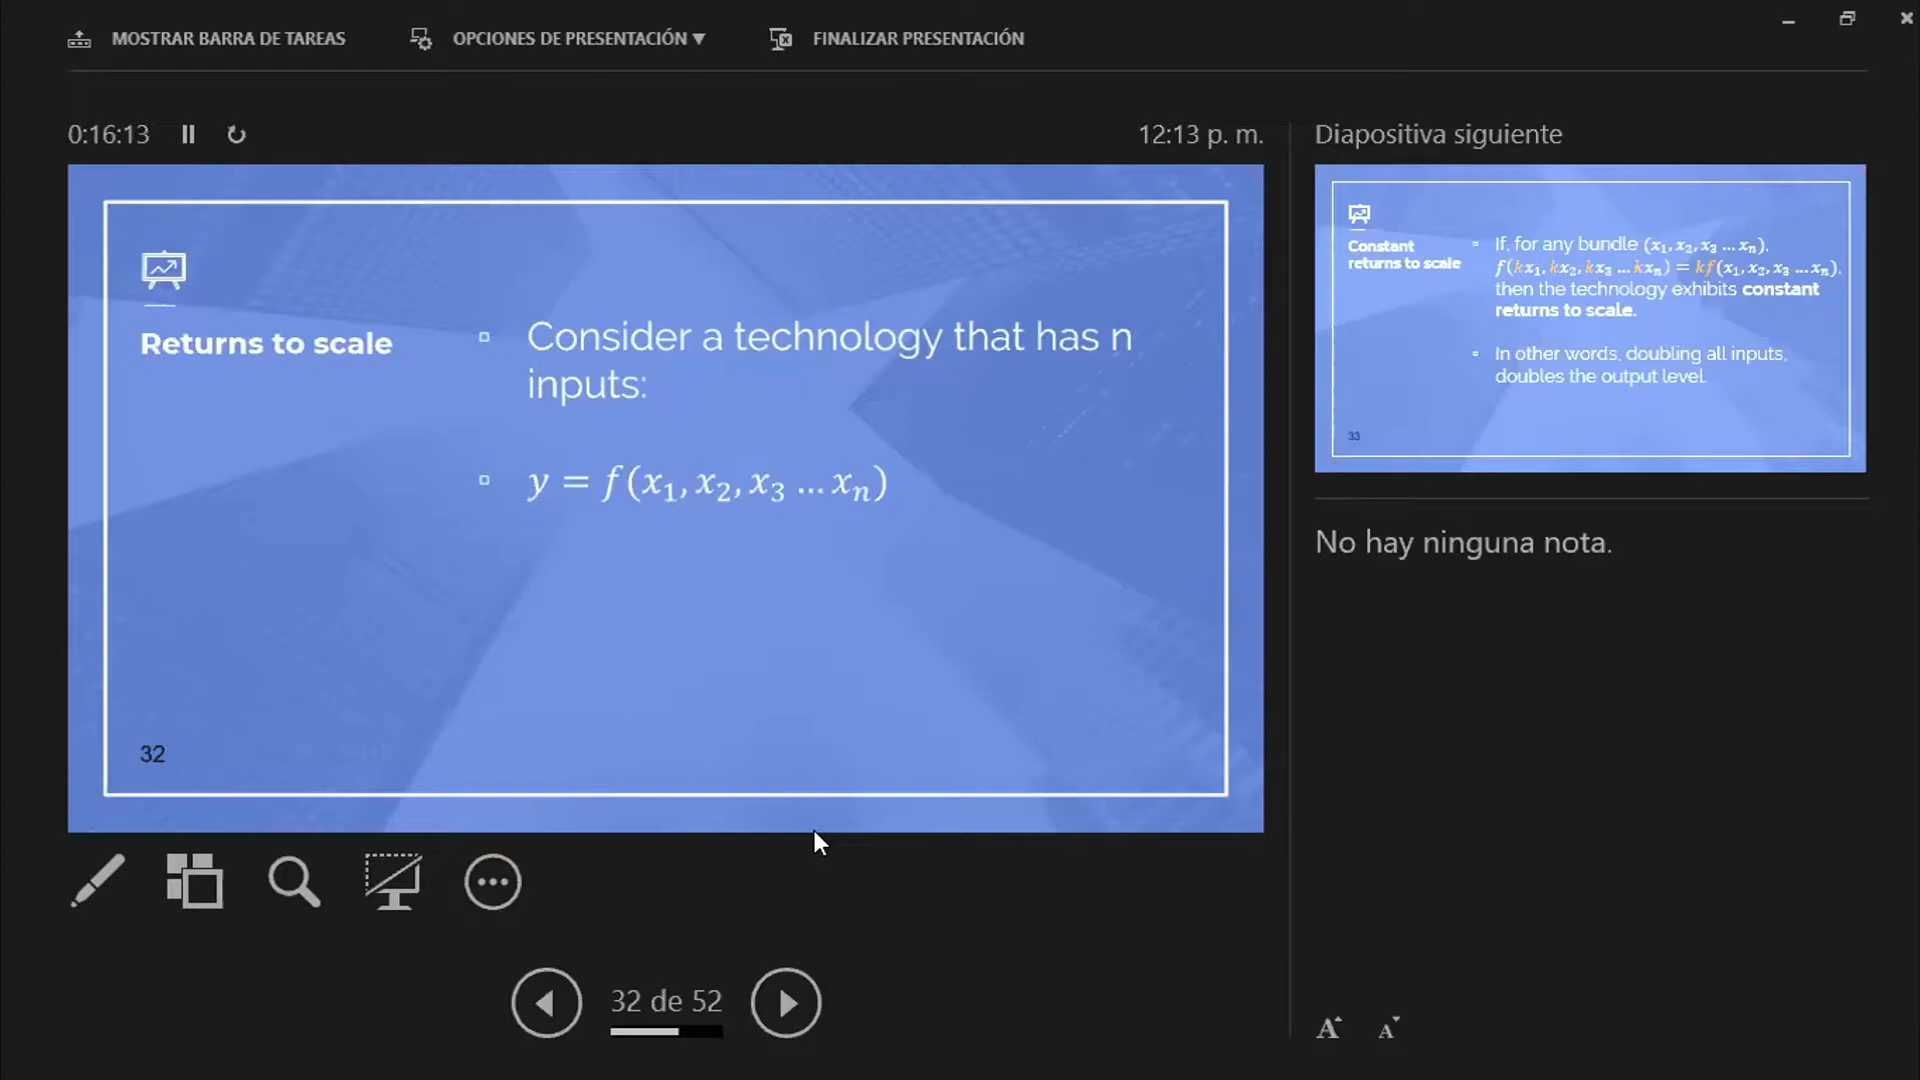 MOSTRAR BARRA DE TAREAS
OPCIONES DE PRESENTACIÓN ▼
FINALIZAR PRESENTACIÓN
0:16:13
12:13 p. m.
Returns to scale
▫ Consider a technology that has n
inputs:
▫ y = f(x₁, x₂, x₃ … xₙ)
32
32 de 52
Diapositiva siguiente
Constant
returns to scale
▫ If, for any bundle (x₁, x₂, x₃ … xₙ),
f(kx₁, kx₂, kx₃ … kxₙ) = kf(x₁, x₂, x₃ … xₙ),
then the technology exhibits constant
returns to scale.
▫ In other words, doubling all inputs,
doubles the output level.
33
No hay ninguna nota.
A A